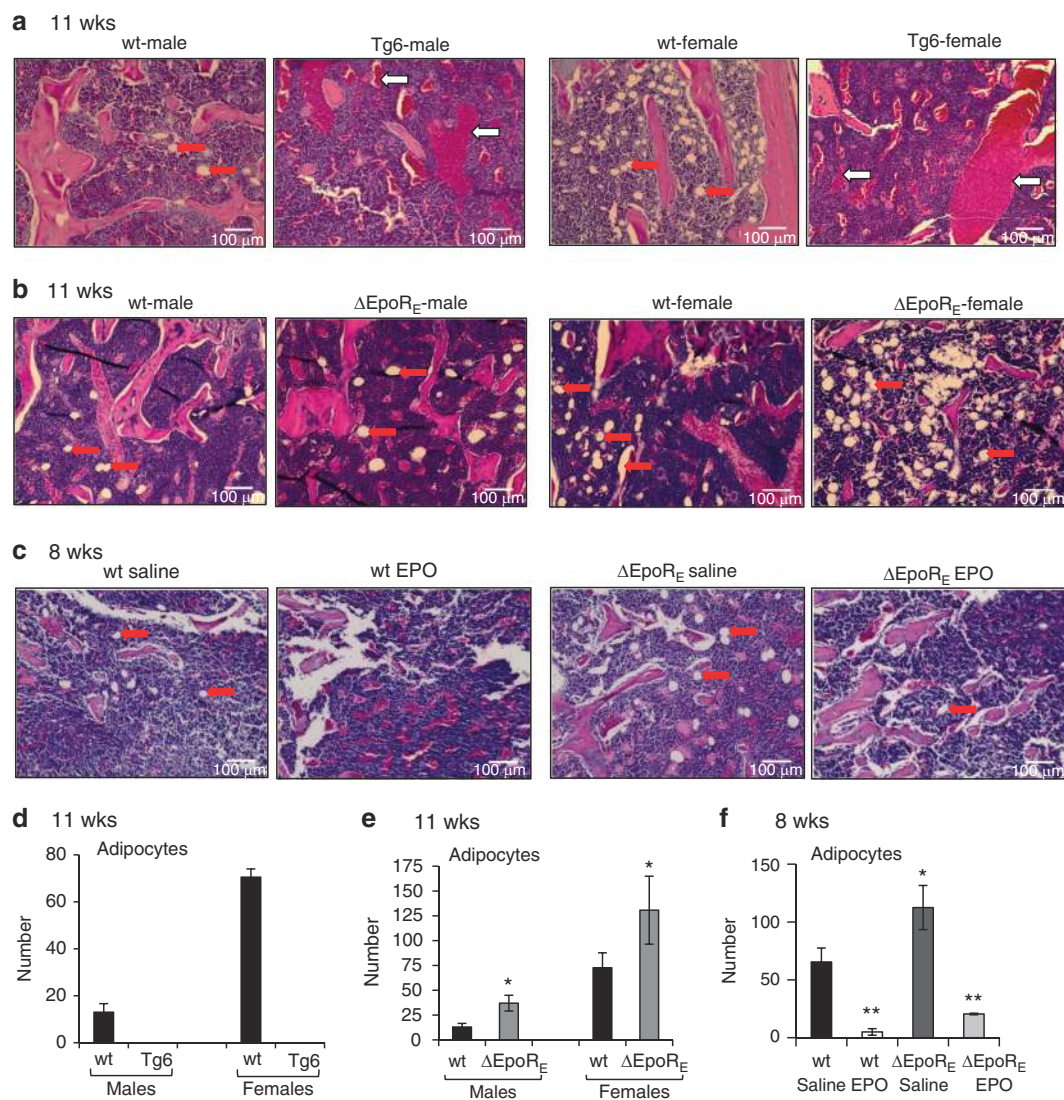 a 11 wks
wt-male Tg6-male wt-female Tg6-female
100 μm 100 μm 100 μm 100 μm
b 11 wks
wt-male ΔEpoR_E-male wt-female ΔEpoR_E-female
100 μm 100 μm 100 μm 100 μm
c 8 wks
wt saline wt EPO ΔEpoR_E saline ΔEpoR_E EPO
100 μm 100 μm 100 μm 100 μm
d 11 wks
Adipocytes
Number
80
60
40
20
0
wt Tg6 wt Tg6
Males Females
e 11 wks
Adipocytes
Number
175
150
125
100
75
50
25
0
* *
wt ΔEpoR_E wt ΔEpoR_E
Males Females
f 8 wks
Adipocytes
Number
150
100
50
0
** * **
wt wt ΔEpoR_E ΔEpoR_E
Saline EPO Saline EPO